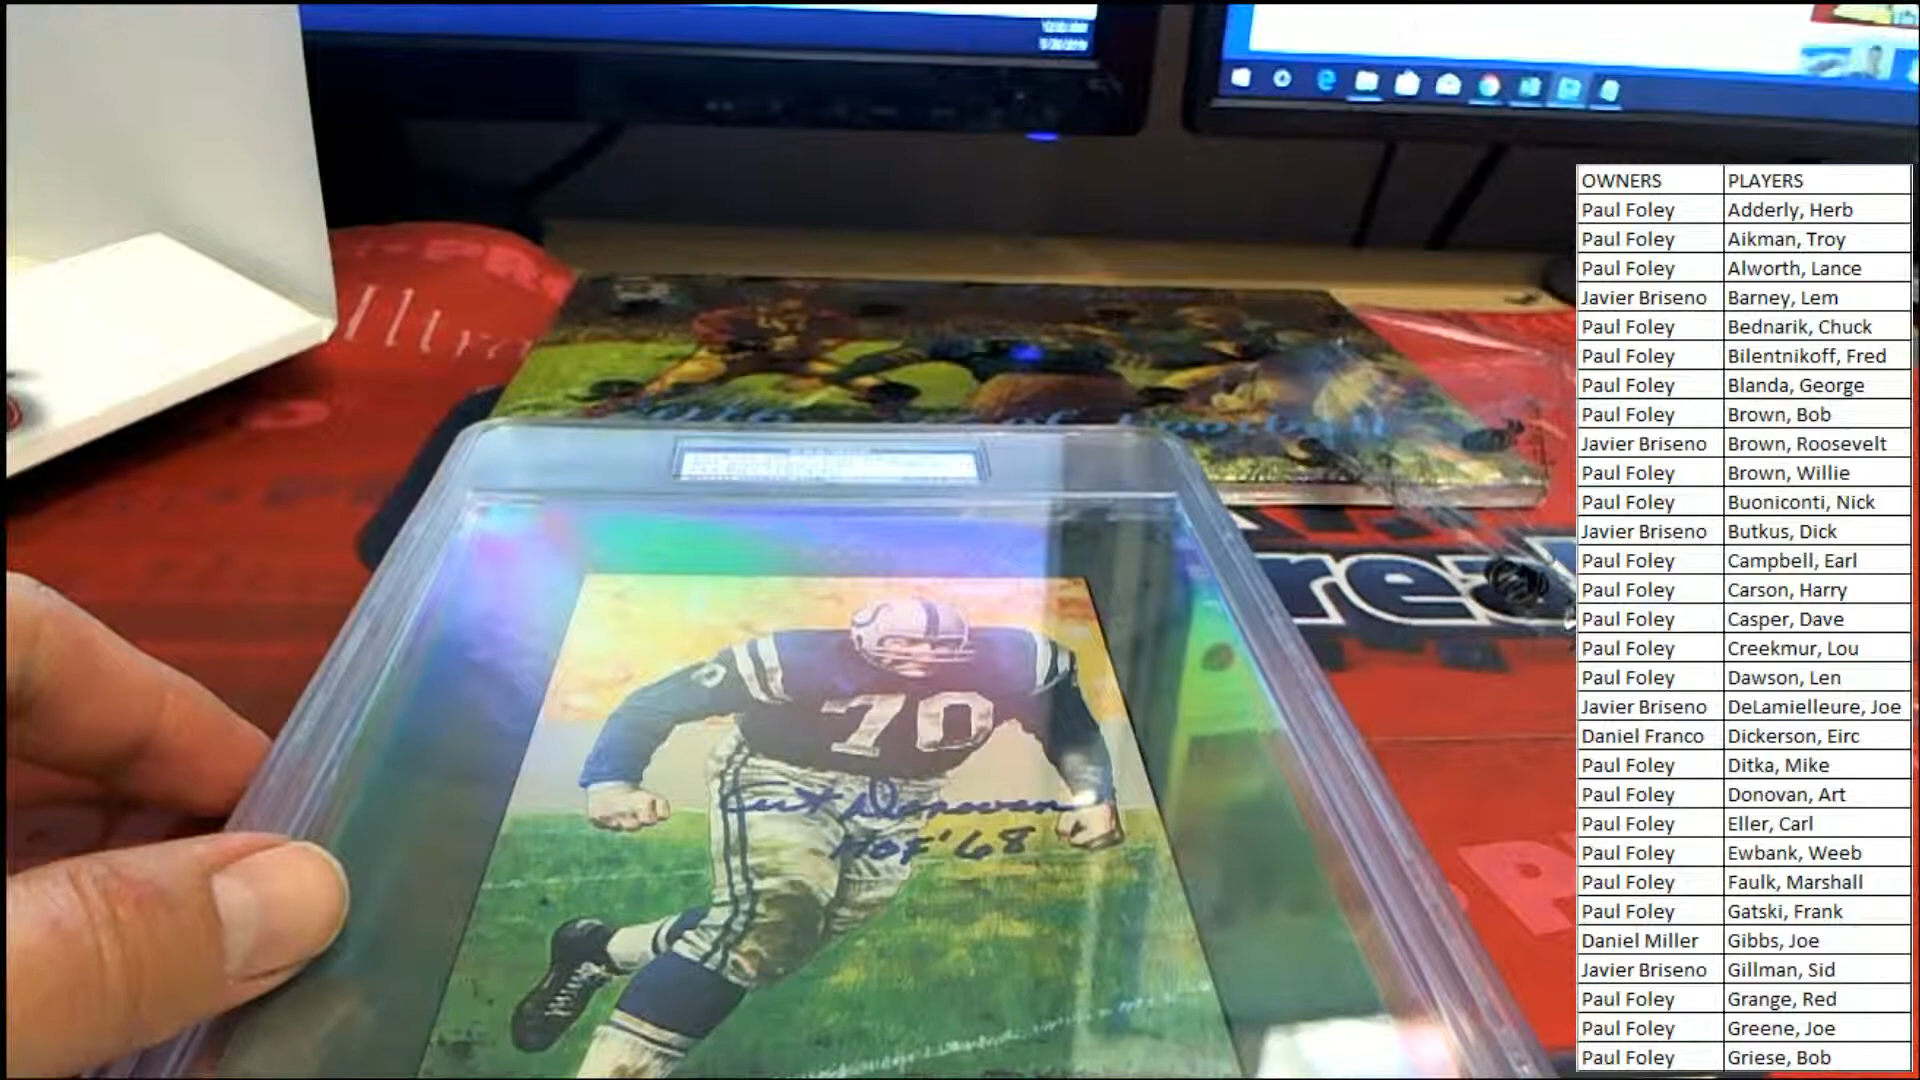 OWNERS PLAYERS
Paul Foley Adderly, Herb
Paul Foley Aikman, Troy
Paul Foley Alworth, Lance
Javier Briseno Barney, Lem
Paul Foley Bednarik, Chuck
Paul Foley Bilentnikoff, Fred
Paul Foley Blanda, George
Paul Foley Brown, Bob
Javier Briseno Brown, Roosevelt
Paul Foley Brown, Willie
Paul Foley Buoniconti, Nick
Javier Briseno Butkus, Dick
Paul Foley Campbell, Earl
Paul Foley Carson, Harry
Paul Foley Casper, Dave
Paul Foley Creekmur, Lou
Paul Foley Dawson, Len
Javier Briseno DeLamielleure, Joe
Daniel Franco Dickerson, Eirc
Paul Foley Ditka, Mike
Paul Foley Donovan, Art
Paul Foley Eller, Carl
Paul Foley Ewbank, Weeb
Paul Foley Faulk, Marshall
Paul Foley Gatski, Frank
Daniel Miller Gibbs, Joe
Javier Briseno Gillman, Sid
Paul Foley Grange, Red
Paul Foley Greene, Joe
Paul Foley Griese, Bob
of Football
rea
70
Art Donovan
HOF '68